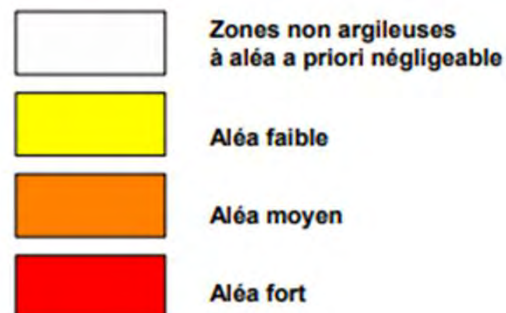 Zones non argileuses
à aléa a priori négligeable
Aléa faible
Aléa moyen
Aléa fort